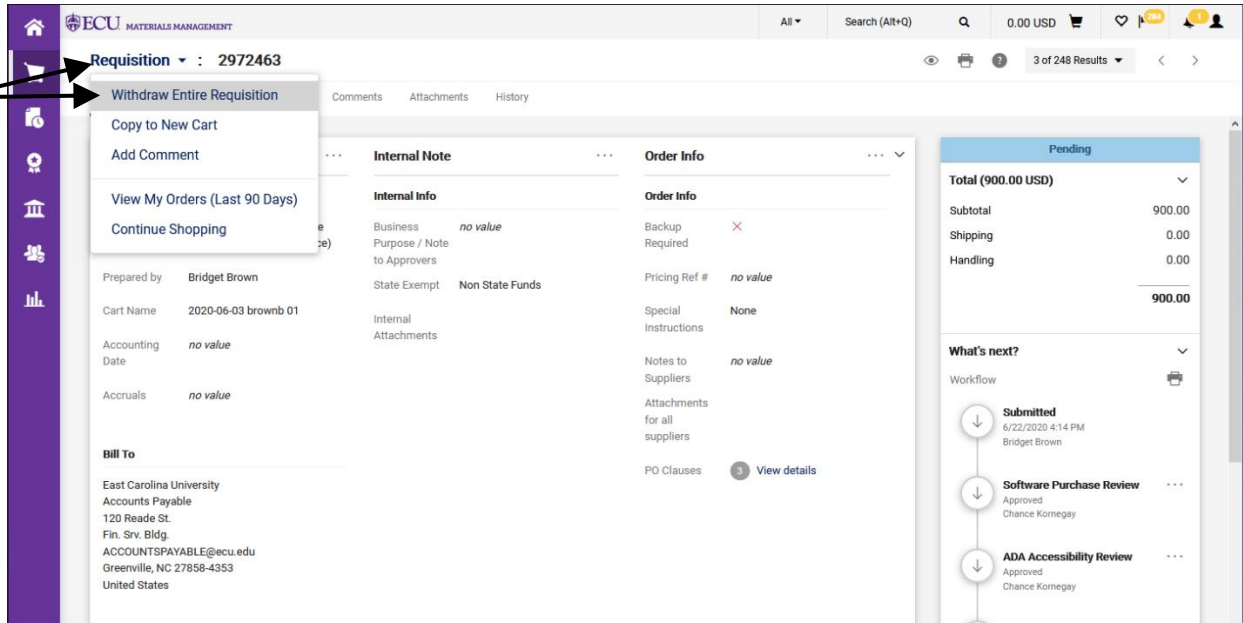 ECU MATERIALS MANAGEMENT
All
Search (Alt+Q)
0.00 USD
1
Requisition : 2972463
3 of 248 Results
Withdraw Entire Requisition
Copy to New Cart
Add Comment
View My Orders (Last 90 Days)
Continue Shopping
Comments
Attachments
History
Prepared by Bridget Brown
Cart Name 2020-06-03 brownb 01
Accounting no value
Date
Accruals no value
Bill To
East Carolina University
Accounts Payable
120 Reade St.
Fin. Srv. Bldg.
ACCOUNTSPAYABLE@ecu.edu
Greenville, NC 27858-4353
United States
Internal Note
Internal Info
Business no value
Purpose / Note
to Approvers
State Exempt Non State Funds
Internal
Attachments
Order Info
Order Info
Backup
Required
Pricing Ref # no value
Special None
Instructions
Notes to no value
Suppliers
Attachments
for all
suppliers
PO Clauses 3 View details
Pending
Total (900.00 USD)
Subtotal 900.00
Shipping 0.00
Handling 0.00
900.00
What's next?
Workflow
Submitted
6/22/2020 4:14 PM
Bridget Brown
Software Purchase Review
Approved
Chance Kornegay
ADA Accessibility Review
Approved
Chance Kornegay